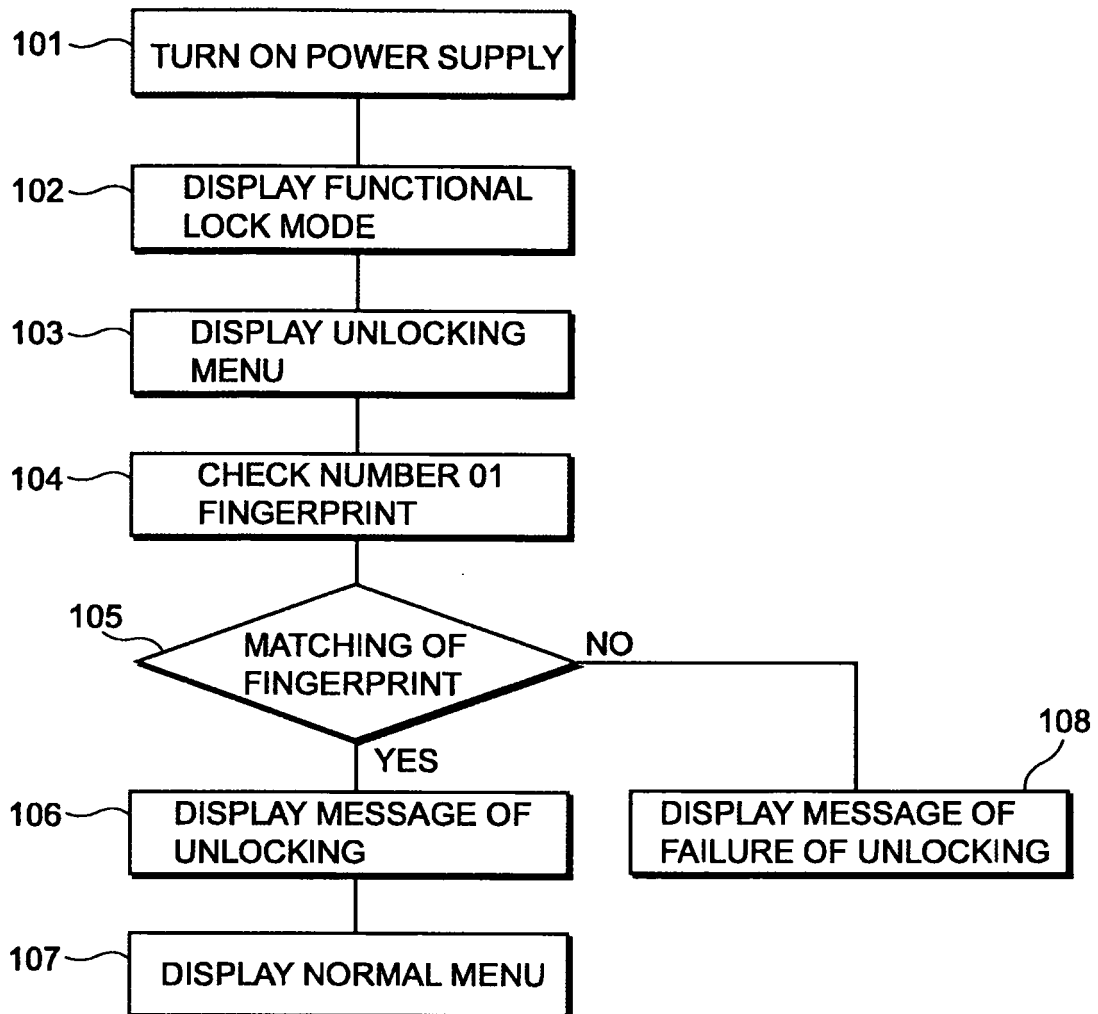 101
TURN ON POWER SUPPLY
102
DISPLAY FUNCTIONAL
LOCK MODE
103
DISPLAY UNLOCKING
MENU
104
CHECK NUMBER 01
FINGERPRINT
105
MATCHING OF
FINGERPRINT
NO
YES
106
DISPLAY MESSAGE OF
UNLOCKING
108
DISPLAY MESSAGE OF
FAILURE OF UNLOCKING
107
DISPLAY NORMAL MENU